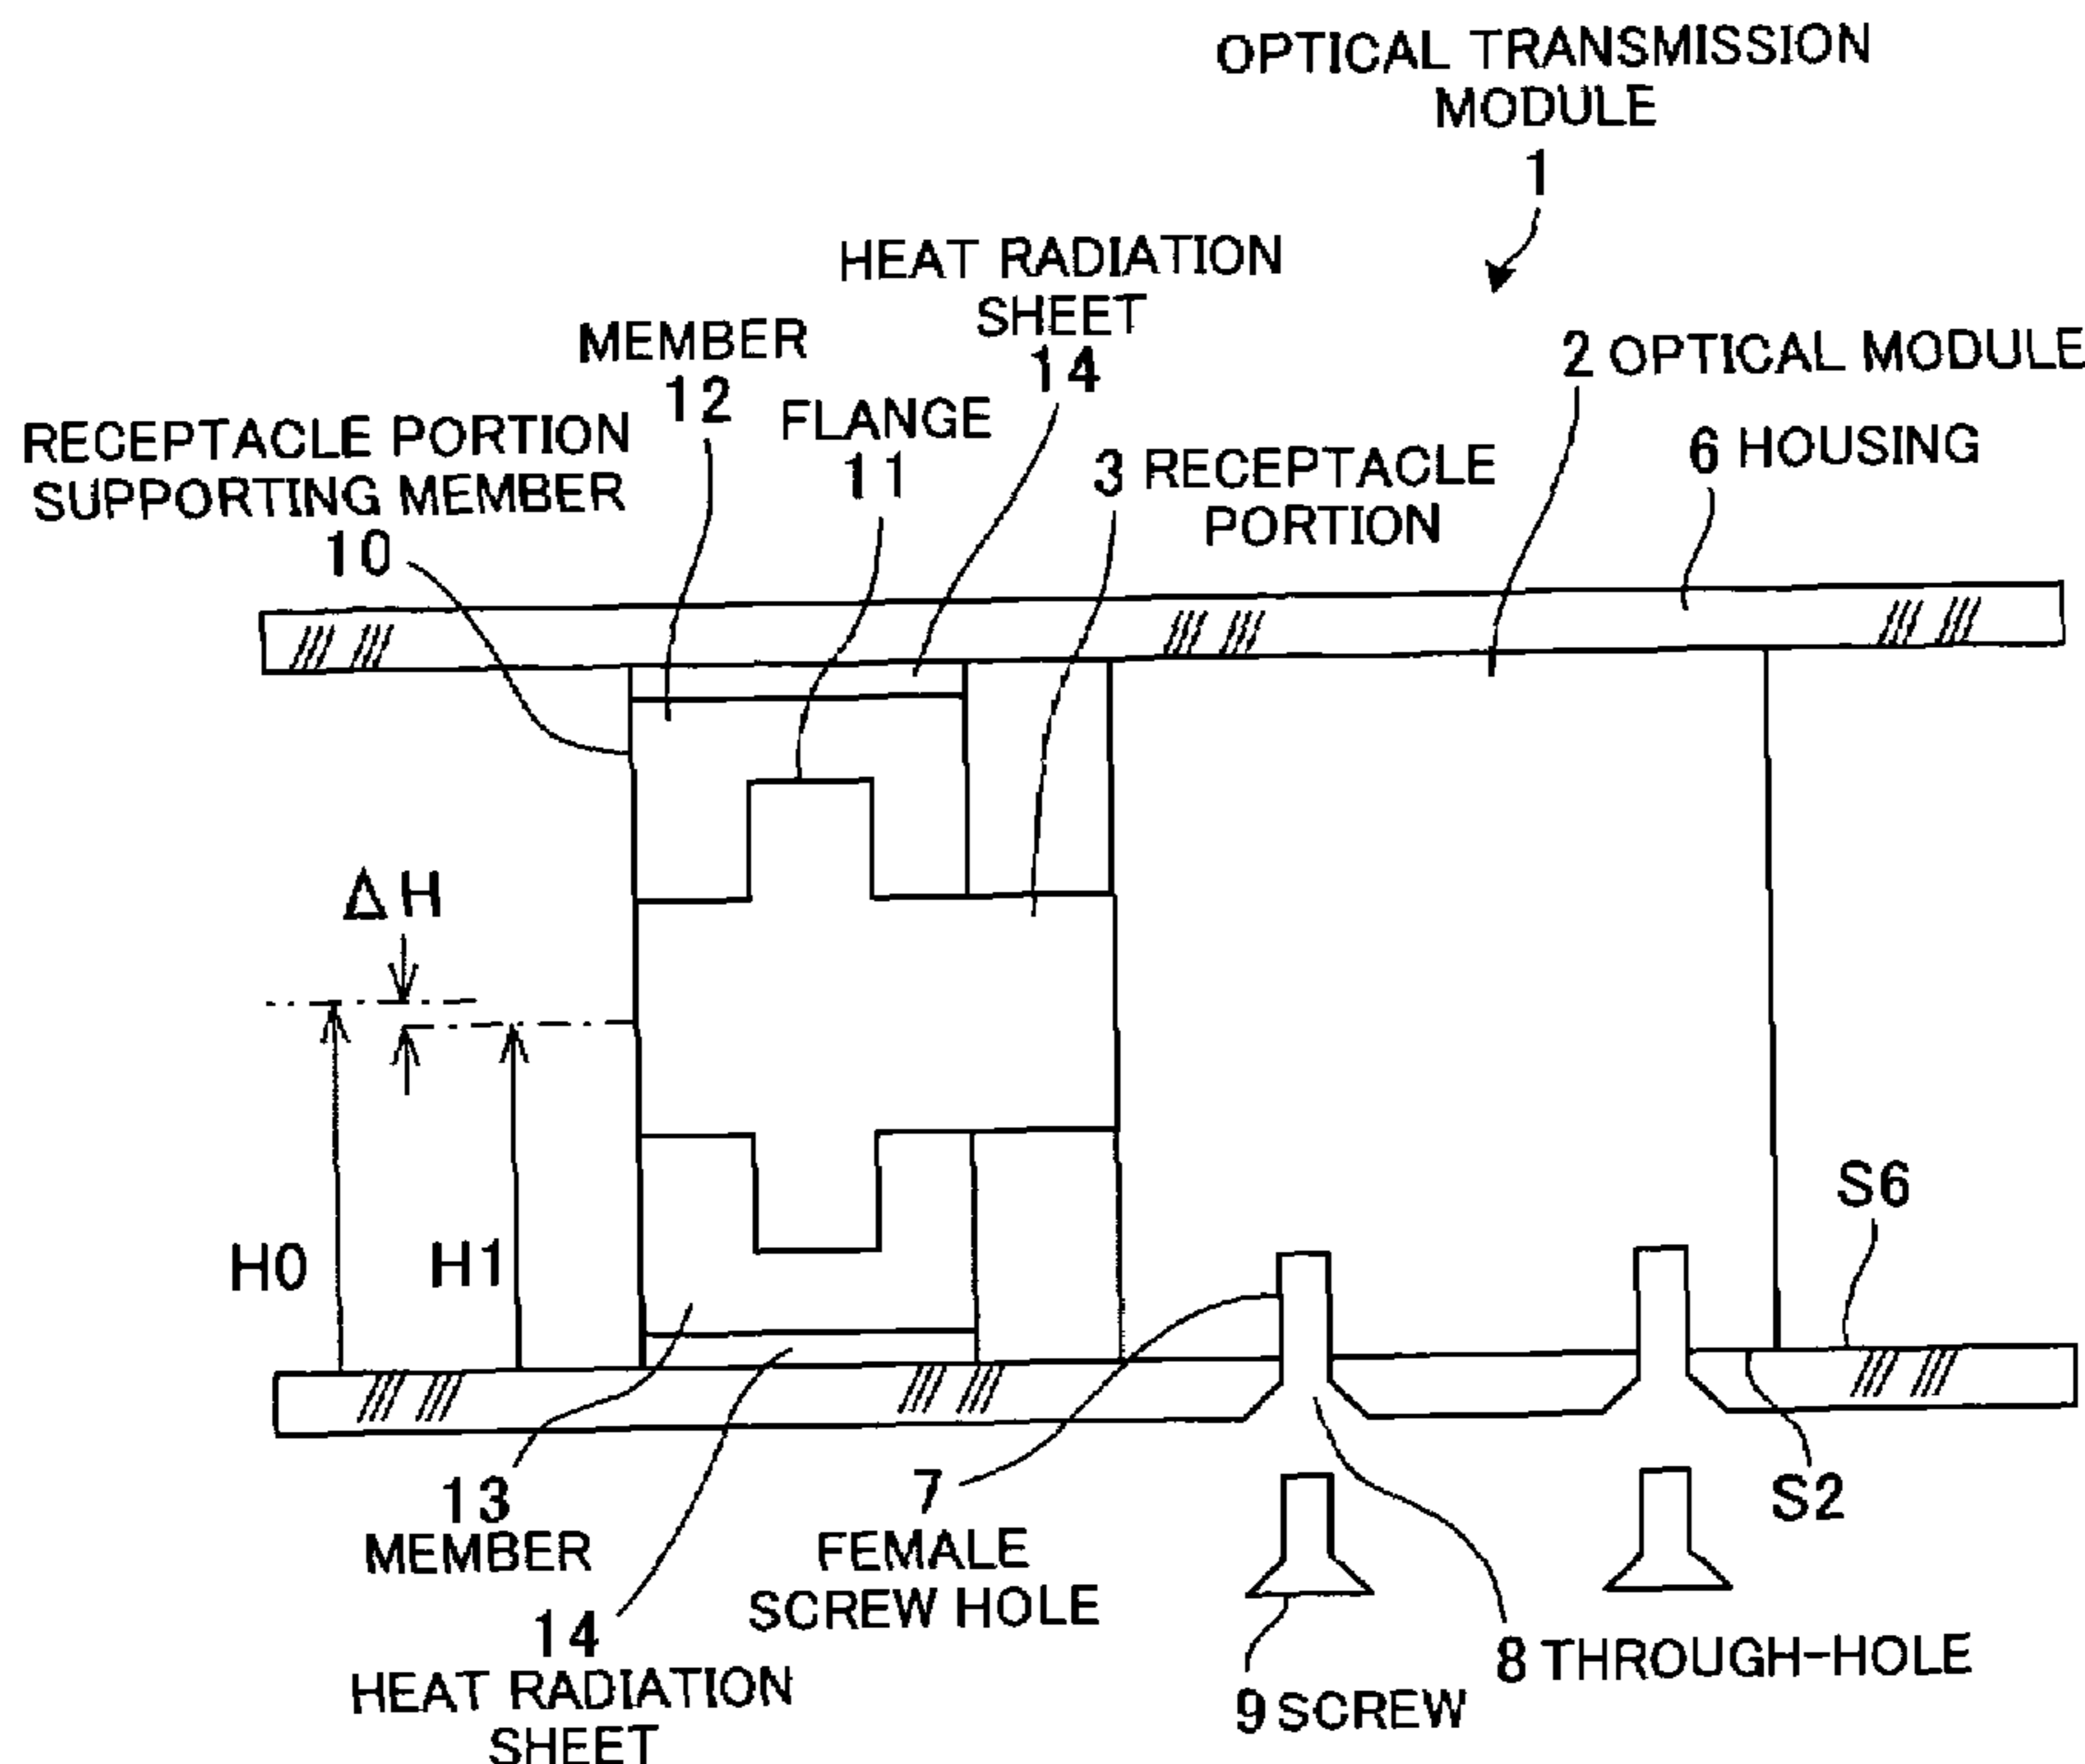 OPTICAL TRANSMISSION
MODULE
1
HEAT RADIATION
SHEET
14
MEMBER
12
2 OPTICAL MODULE
FLANGE
11
6 HOUSING
RECEPTACLE PORTION
SUPPORTING MEMBER
10
3 RECEPTACLE
PORTION
ΔH
S6
H0
H1
13
MEMBER
7
FEMALE
SCREW HOLE
S2
14
HEAT RADIATION
SHEET
8 THROUGH-HOLE
9 SCREW